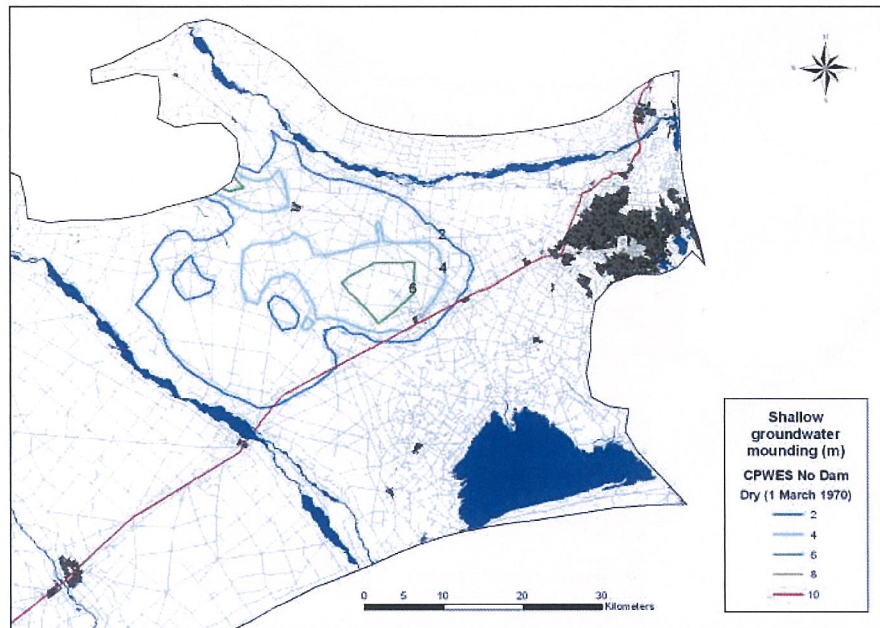 N
2
4
6
Shallow
groundwater
mounding (m)
CPWES No Dam
Dry (1 March 1970)
2
4
6
8
10
0 5 10 20 30
Kilometers